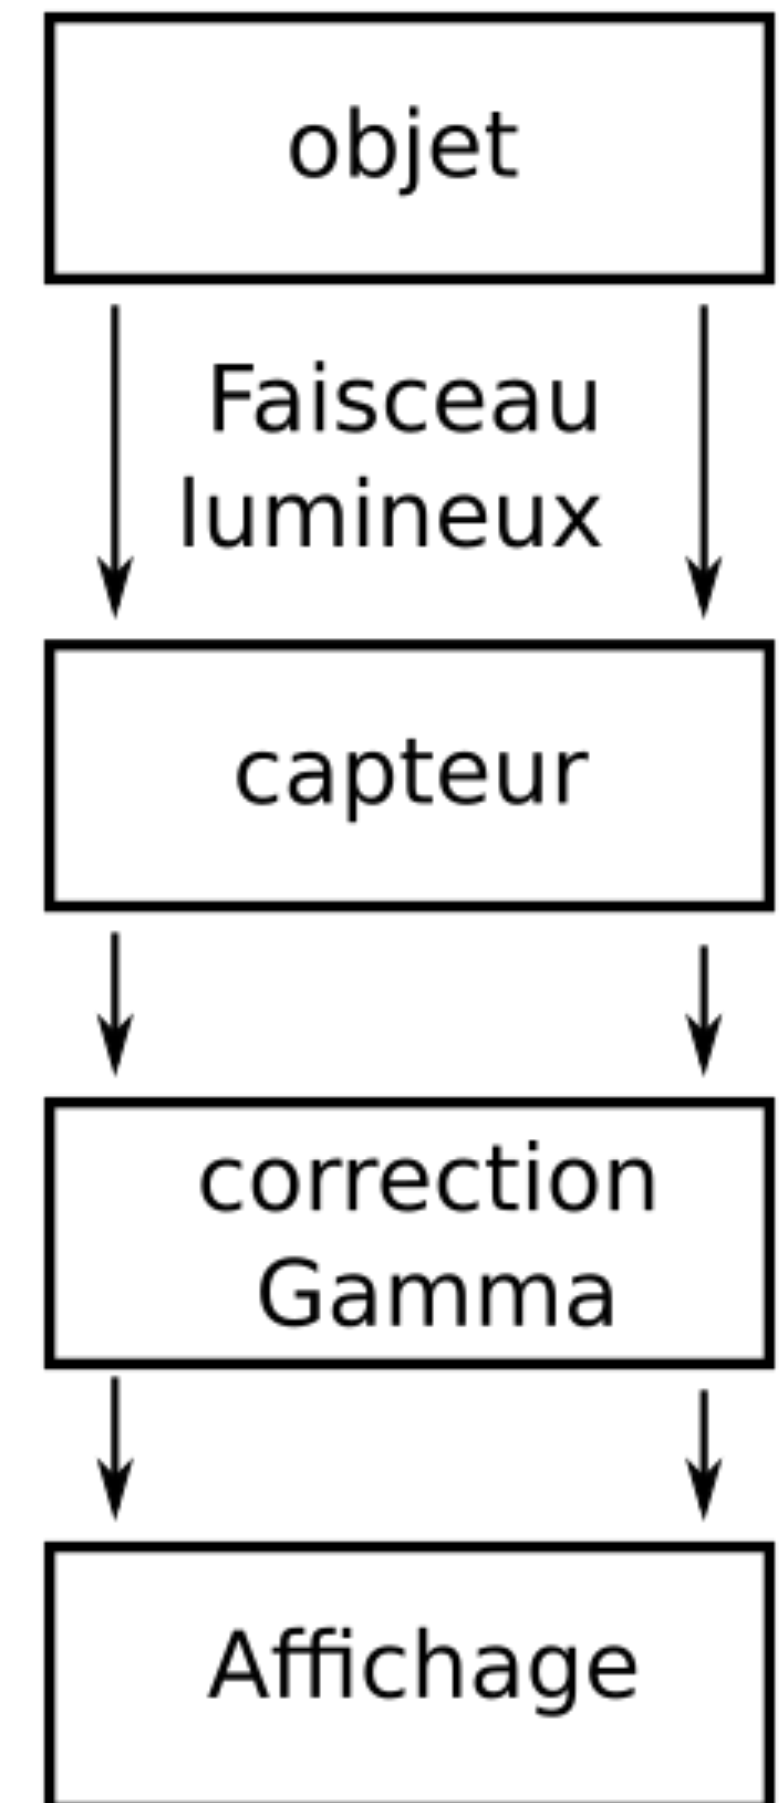 objet
Faisceau
lumineux
capteur
correction
Gamma
Affichage